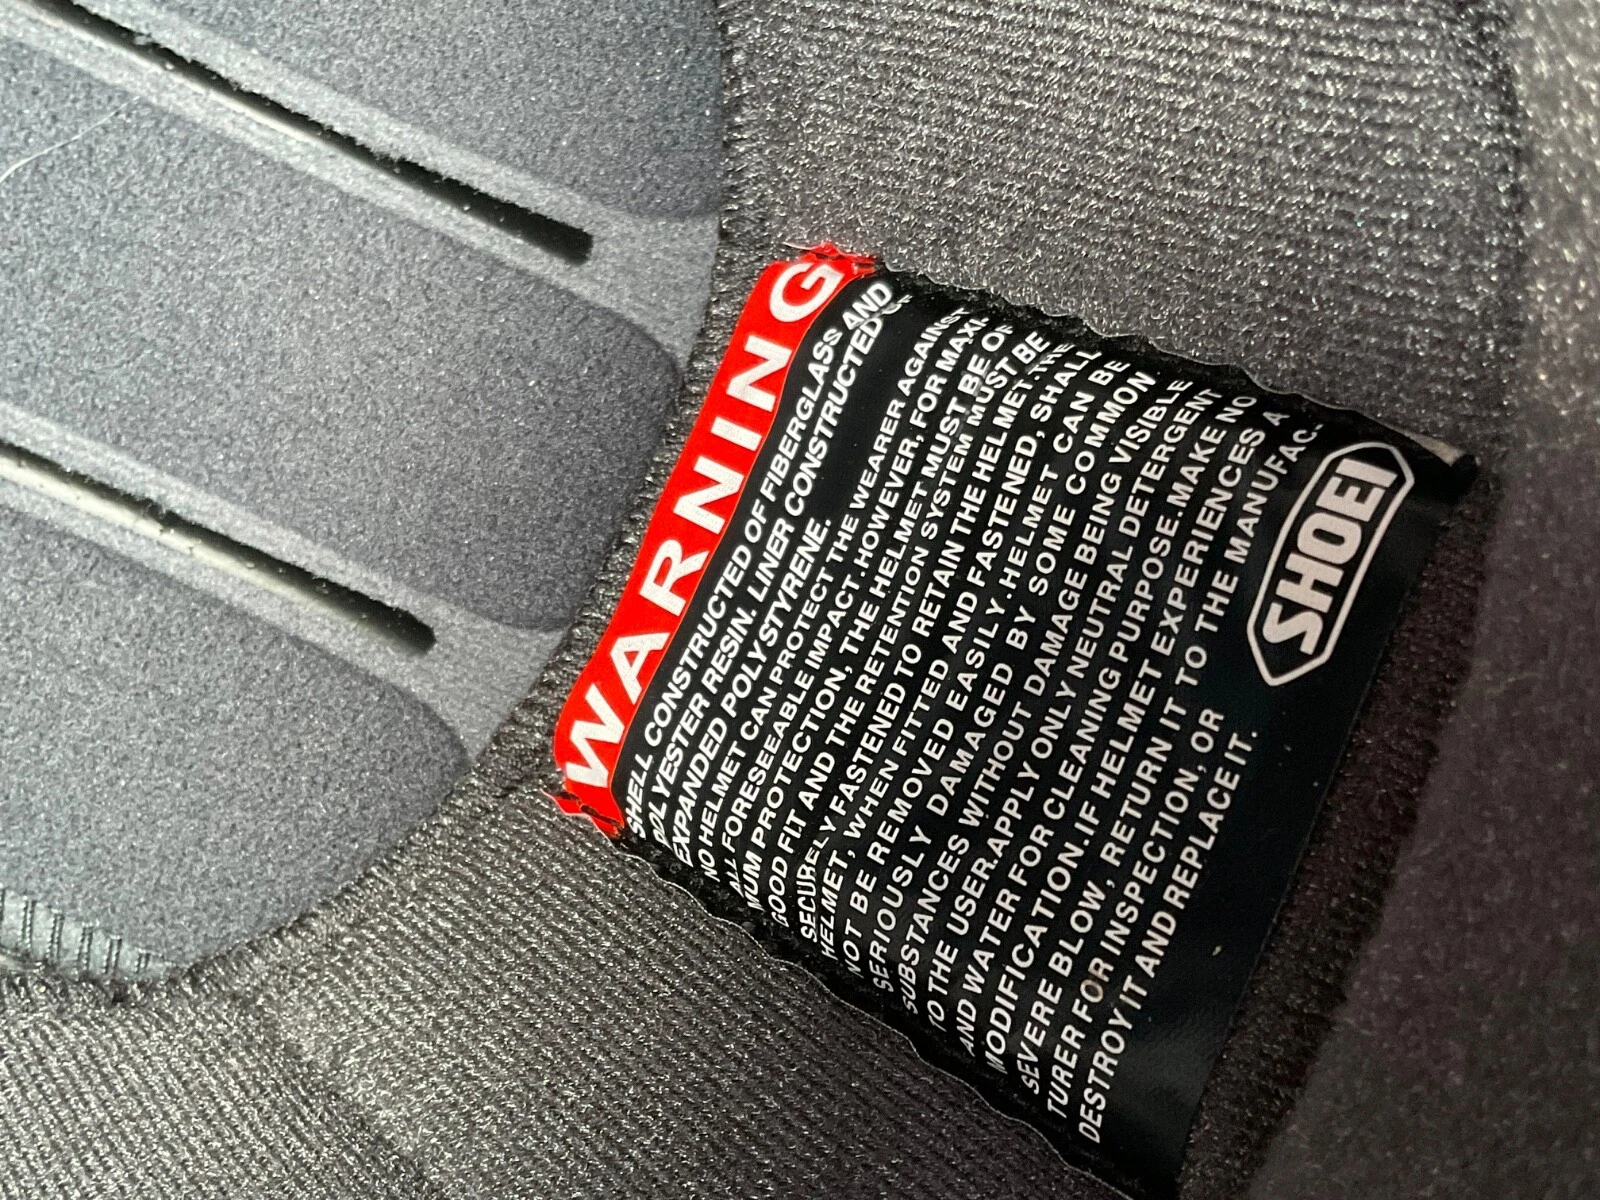 WARNING
SHELL CONSTRUCTED OF FIBERGLASS AND
POLYESTER RESIN. LINER CONSTRUCTED
EXPANDED POLYSTYRENE.
NO HELMET CAN PROTECT THE WEARER AGAINST
ALL FORESEEABLE IMPACT.HOWEVER, FOR MAXI
MUM PROTECTION, THE HELMET MUST BE OF
GOOD FIT AND THE RETENTION SYSTEM MUST BE
SECURELY FASTENED TO RETAIN THE HELMET.THE
HELMET, WHEN FITTED AND FASTENED, SHALL
NOT BE REMOVED EASILY.HELMET CAN BE
SERIOUSLY DAMAGED BY SOME COMMON
SUBSTANCES WITHOUT DAMAGE BEING VISIBLE
TO THE USER.APPLY ONLY NEUTRAL DETERGENT
AND WATER FOR CLEANING PURPOSE.MAKE NO
MODIFICATION.IF HELMET EXPERIENCES A
SEVERE BLOW, RETURN IT TO THE MANUFAC-
TURER FOR INSPECTION, OR
DESTROY IT AND REPLACE IT.
SHOEI